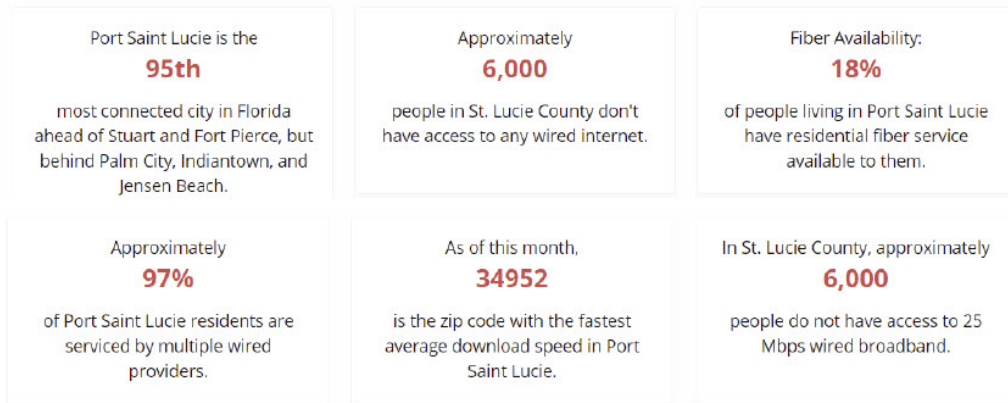 Port Saint Lucie is the
95th
most connected city in Florida
ahead of Stuart and Fort Pierce, but
behind Palm City, Indiantown, and
Jensen Beach.
Approximately
6,000
people in St. Lucie County don't
have access to any wired internet.
Fiber Availability:
18%
of people living in Port Saint Lucie
have residential fiber service
available to them.
Approximately
97%
of Port Saint Lucie residents are
serviced by multiple wired
providers.
As of this month,
34952
is the zip code with the fastest
average download speed in Port
Saint Lucie.
In St. Lucie County, approximately
6,000
people do not have access to 25
Mbps wired broadband.